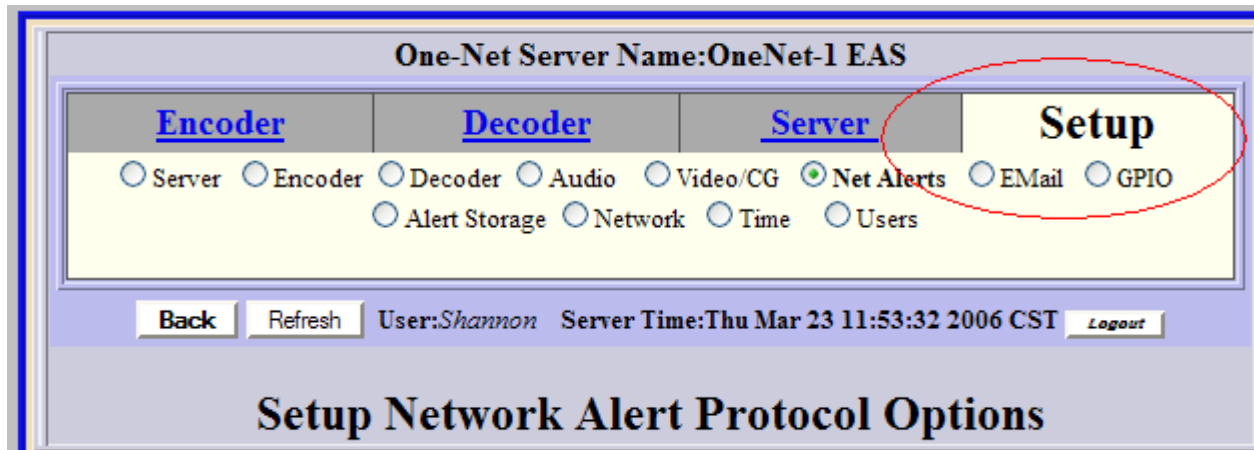 One-Net Server Name:OneNet-1 EAS
Encoder Decoder Server Setup
Server Encoder Decoder Audio Video/CG Net Alerts EMail GPIO
Alert Storage Network Time Users
Back Refresh User:Shannon Server Time:Thu Mar 23 11:53:32 2006 CST Logout
Setup Network Alert Protocol Options